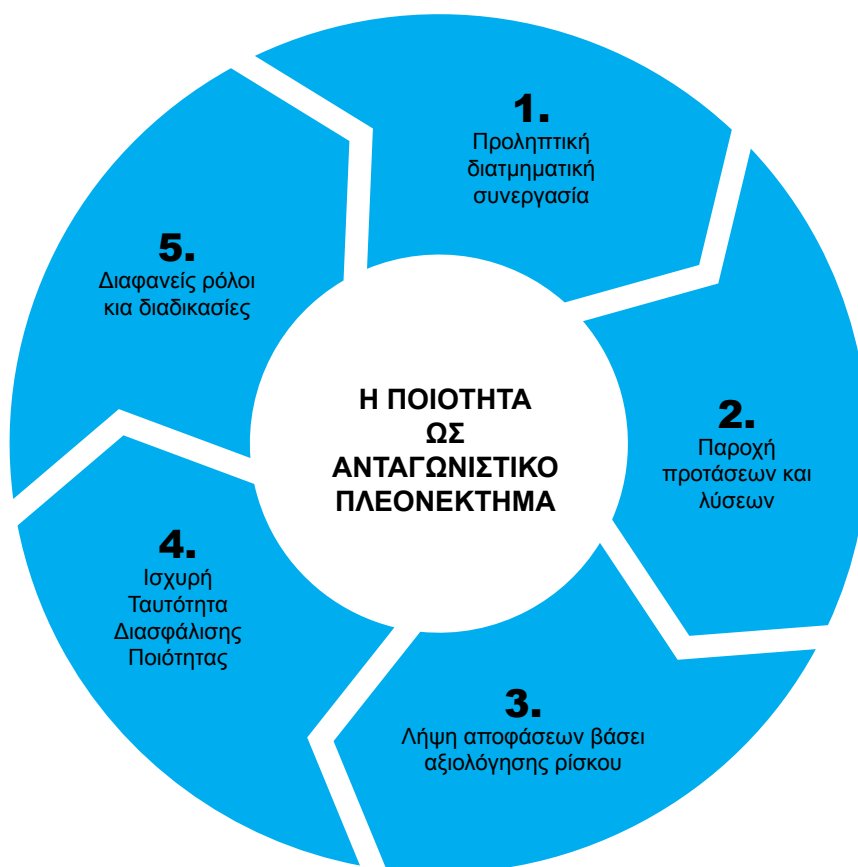 1.
Προληπτική
διατμηματική
συνεργασία
2.
Παροχή
προτάσεων και
λύσεων
3.
Λήψη αποφάσεων βάσει
αξιολόγησης ρίσκου
4.
Ισχυρή
Ταυτότητα
Διασφάλισης
Ποιότητας
5.
Διαφανείς ρόλοι
κια διαδικασίες
Η ΠΟΙΟΤΗΤΑ
ΩΣ
ΑΝΤΑΓΩΝΙΣΤΙΚΟ
ΠΛΕΟΝΕΚΤΗΜΑ